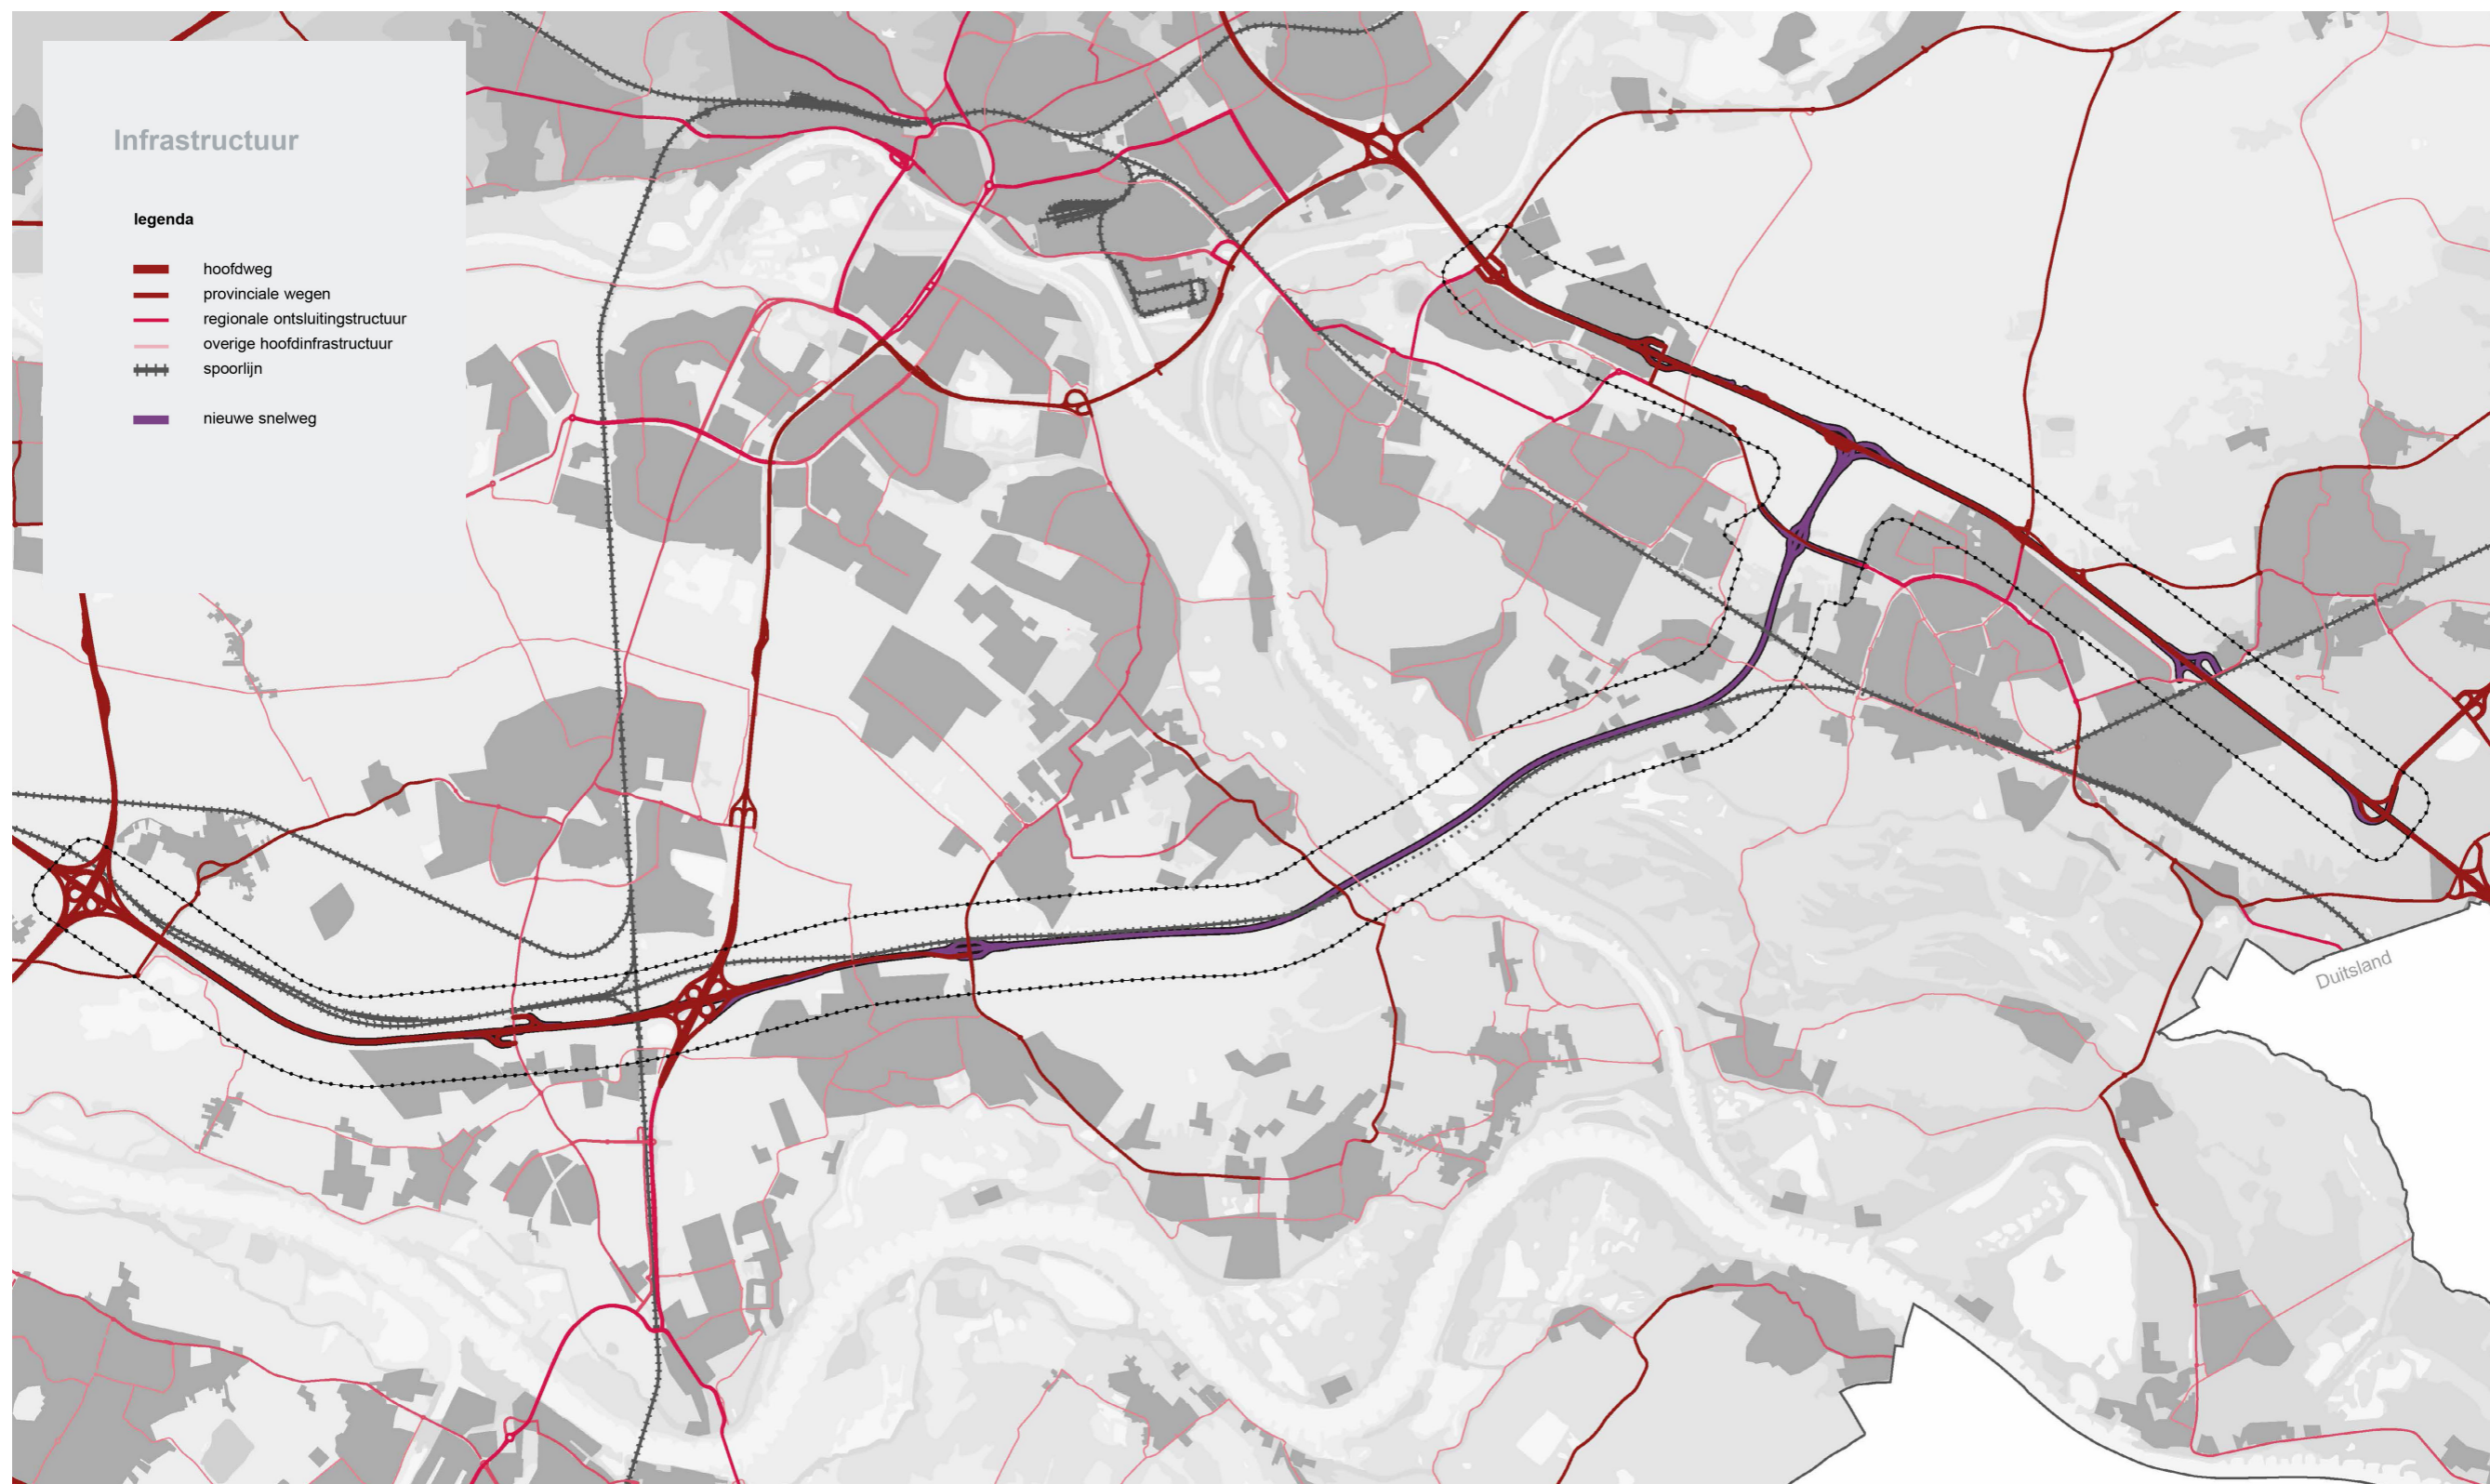 Infrastructuur
legenda
hoofdweg
provinciale wegen
regionale ontsluitingstructuur
overige hoofdinfrastructuur
spoorlijn
nieuwe snelweg
Duitsland